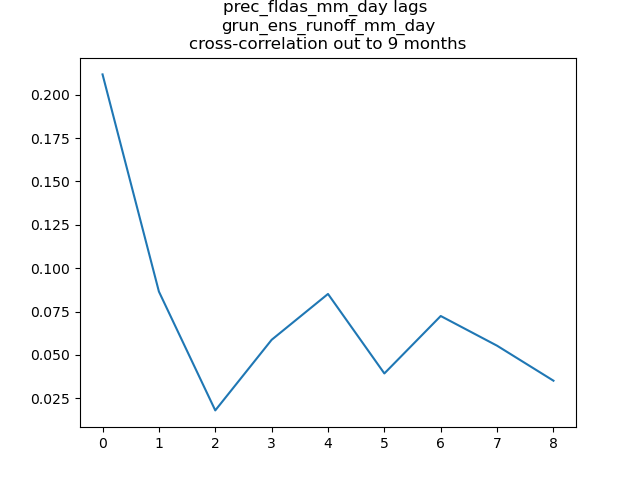 prec_fldas_mm_day lags
grun_ens_runoff_mm_day
cross-correlation out to 9 months
0.200
0.175
0.150
0.125
0.100
0.075
0.050
0.025
0 1 2 3 4 5 6 7 8